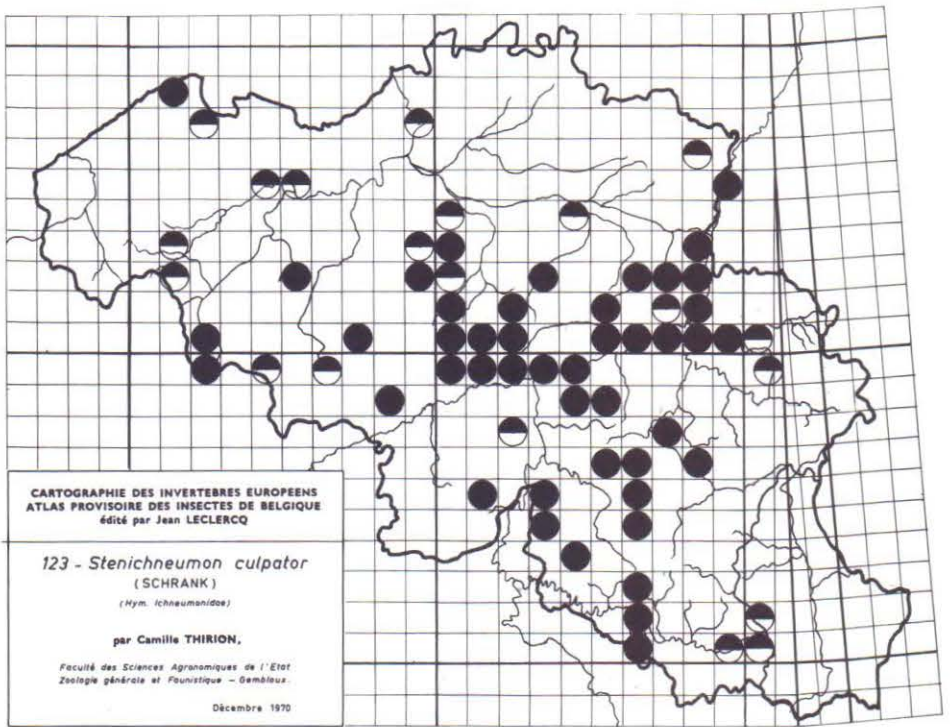 CARTOGRAPHIE DES INVERTEBRES EUROPEENS
ATLAS PROVISOIRE DES INSECTES DE BELGIQUE
édité par Jean LECLERCQ
123 - Stenichneumon culpator
(SCHRANK)
(Hym. Ichneumonidae)
par Camille THIRION,
Faculté des Sciences Agronomiques de l'Etat
Zoologie générale et Faunistique - Gembloux.
Décembre 1970